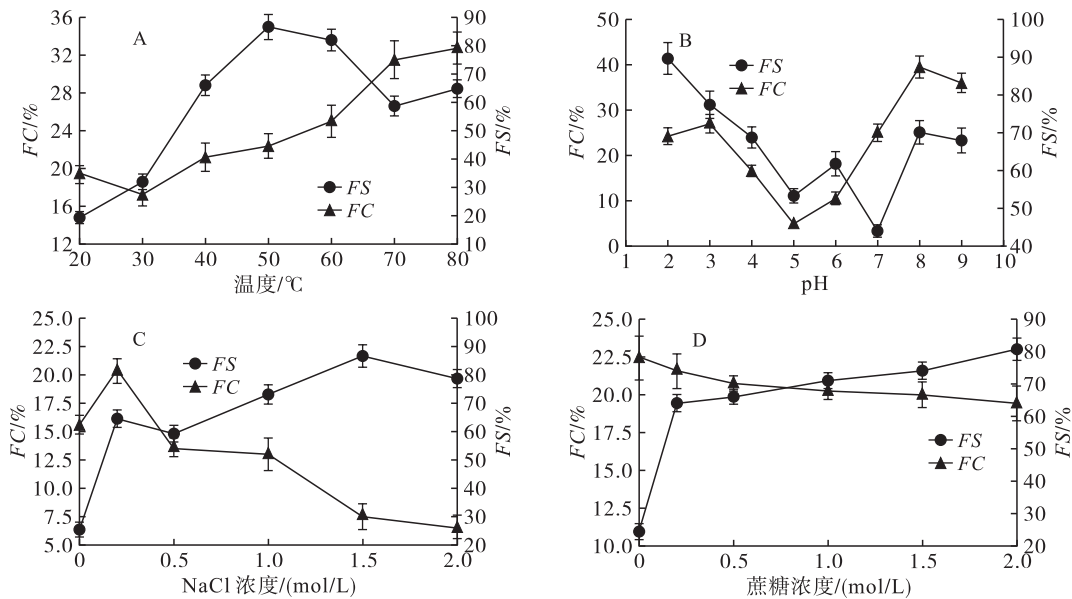 A
FC/%
36
32
28
24
20
16
12
FS/%
90
80
70
60
50
40
30
20
10
FS
FC
20 30 40 50 60 70 80
温度/℃
B
FC/%
50
40
30
20
10
0
FS/%
100
90
80
70
60
50
40
FS
FC
1 2 3 4 5 6 7 8 9 10
pH
C
FC/%
25.0
22.5
20.0
17.5
15.0
12.5
10.0
7.5
5.0
FS/%
100
90
80
70
60
50
40
30
20
FS
FC
0 0.5 1.0 1.5 2.0
NaCl 浓度/(mol/L)
D
FC/%
25.0
22.5
20.0
17.5
15.0
12.5
10.0
FS/%
90
80
70
60
50
40
30
20
FS
FC
0 0.5 1.0 1.5 2.0
蔗糖浓度/(mol/L)